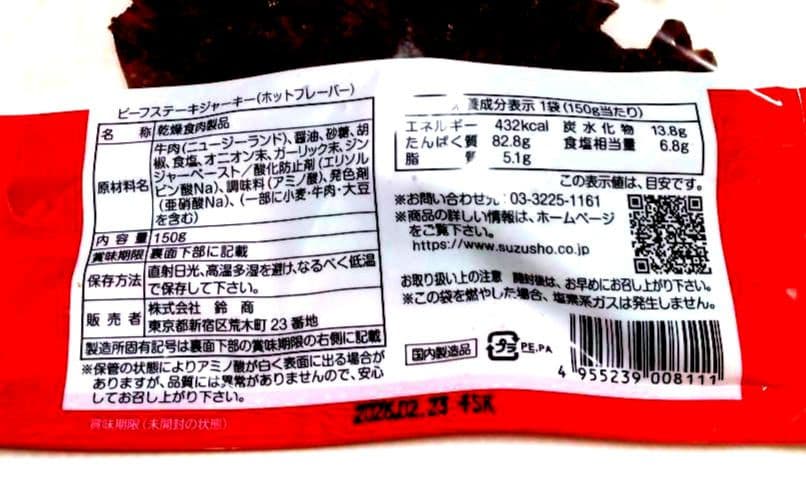 ビーフステーキジャーキー(ホットフレーバー)
名 称 乾燥食肉製品
原材料名 牛肉(ニュージーランド)、醤油、砂糖、胡
椒、食塩、オニオン末、ガーリック末、ジン
ジャーペースト/酸化防止剤(エリソル
ビン酸Na)、調味料(アミノ酸)、発色剤
(亜硝酸Na)、(一部に小麦・牛肉・大豆
を含む)
内 容 量 150g
賞味期限 裏面下部に記載
保存方法 直射日光、高温多湿を避け、なるべく低温
で保存して下さい。
販 売 者 株式会社 鈴 商
東京都新宿区荒木町23番地
製造所固有記号は裏面下部の賞味期限の右側に記載
※保管の状態によりアミノ酸が白く表面に出る場合が
ありますが、品質には異常がありませんので、安心
してお召し上がり下さい。
賞味期限(未開封の状態)
養成分表示 1袋(150g当たり)
エネルギー 432kcal 炭水化物 13.8g
たんぱく質 82.8g 食塩相当量 6.8g
脂 質 5.1g
この表示値は、目安です。
※お問い合わせ先:03-3225-1161
※商品の詳しい情報は、ホームページ
をご覧下さい。
https://www.suzusho.co.jp
お取り扱い上の注意 開封後は、お早めにお召し上がり下さい。
※この袋を燃やした場合、塩素系ガスは発生しません。
国内製造品
プラ PE,PA
4 955239 008111
2026.02.23 +SK